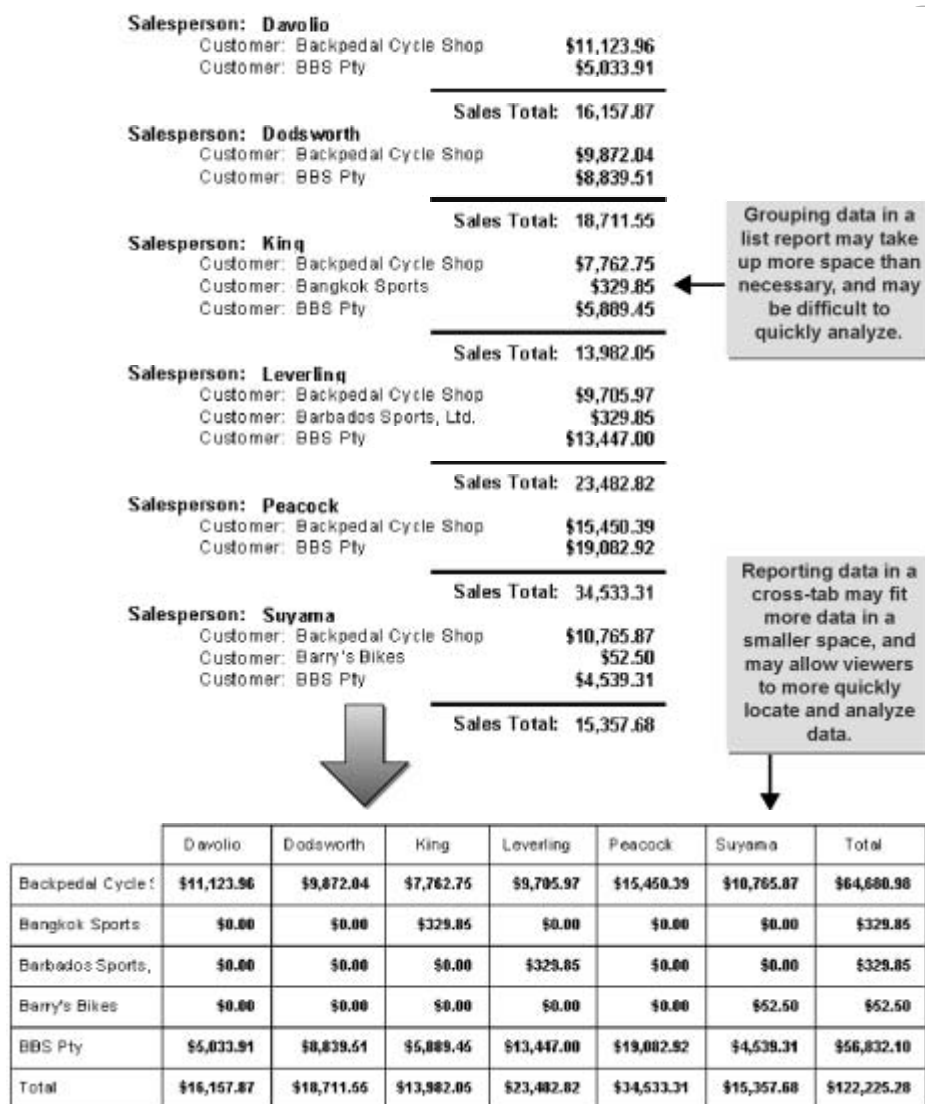 Salesperson: Davolio
Customer: Backpedal Cycle Shop $11,123.96
Customer: BBS Pty $5,033.91
Sales Total: 16,157.87
Salesperson: Dodsworth
Customer: Backpedal Cycle Shop $9,872.04
Customer: BBS Pty $8,839.51
Sales Total: 18,711.55
Salesperson: King
Customer: Backpedal Cycle Shop $7,762.75
Customer: Bangkok Sports $329.85
Customer: BBS Pty $5,889.45
Sales Total: 13,982.05
Grouping data in a
list report may take
up more space than
necessary, and may
be difficult to
quickly analyze.
Salesperson: Leverling
Customer: Backpedal Cycle Shop $9,705.97
Customer: Barbados Sports, Ltd. $329.85
Customer: BBS Pty $13,447.00
Sales Total: 23,482.82
Salesperson: Peacock
Customer: Backpedal Cycle Shop $15,450.39
Customer: BBS Pty $19,082.92
Sales Total: 34,533.31
Salesperson: Suyama
Customer: Backpedal Cycle Shop $10,765.87
Customer: Barry's Bikes $52.50
Customer: BBS Pty $4,539.31
Sales Total: 15,357.68
Reporting data in a
cross-tab may fit
more data in a
smaller space, and
may allow viewers
to more quickly
locate and analyze
data.
Davolio Dodsworth King Leverling Peacock Suyama Total
Backpedal Cycle S $11,123.96 $9,872.04 $7,762.75 $9,705.97 $15,450.39 $10,765.87 $64,680.98
Bangkok Sports $0.00 $0.00 $329.85 $0.00 $0.00 $0.00 $329.85
Barbados Sports, $0.00 $0.00 $0.00 $329.85 $0.00 $0.00 $329.85
Barry's Bikes $0.00 $0.00 $0.00 $0.00 $0.00 $52.50 $52.50
BBS Pty $5,033.91 $8,839.51 $5,889.45 $13,447.00 $19,082.92 $4,539.31 $56,832.10
Total $16,157.87 $18,711.55 $13,982.05 $23,482.82 $34,533.31 $15,357.68 $122,225.28